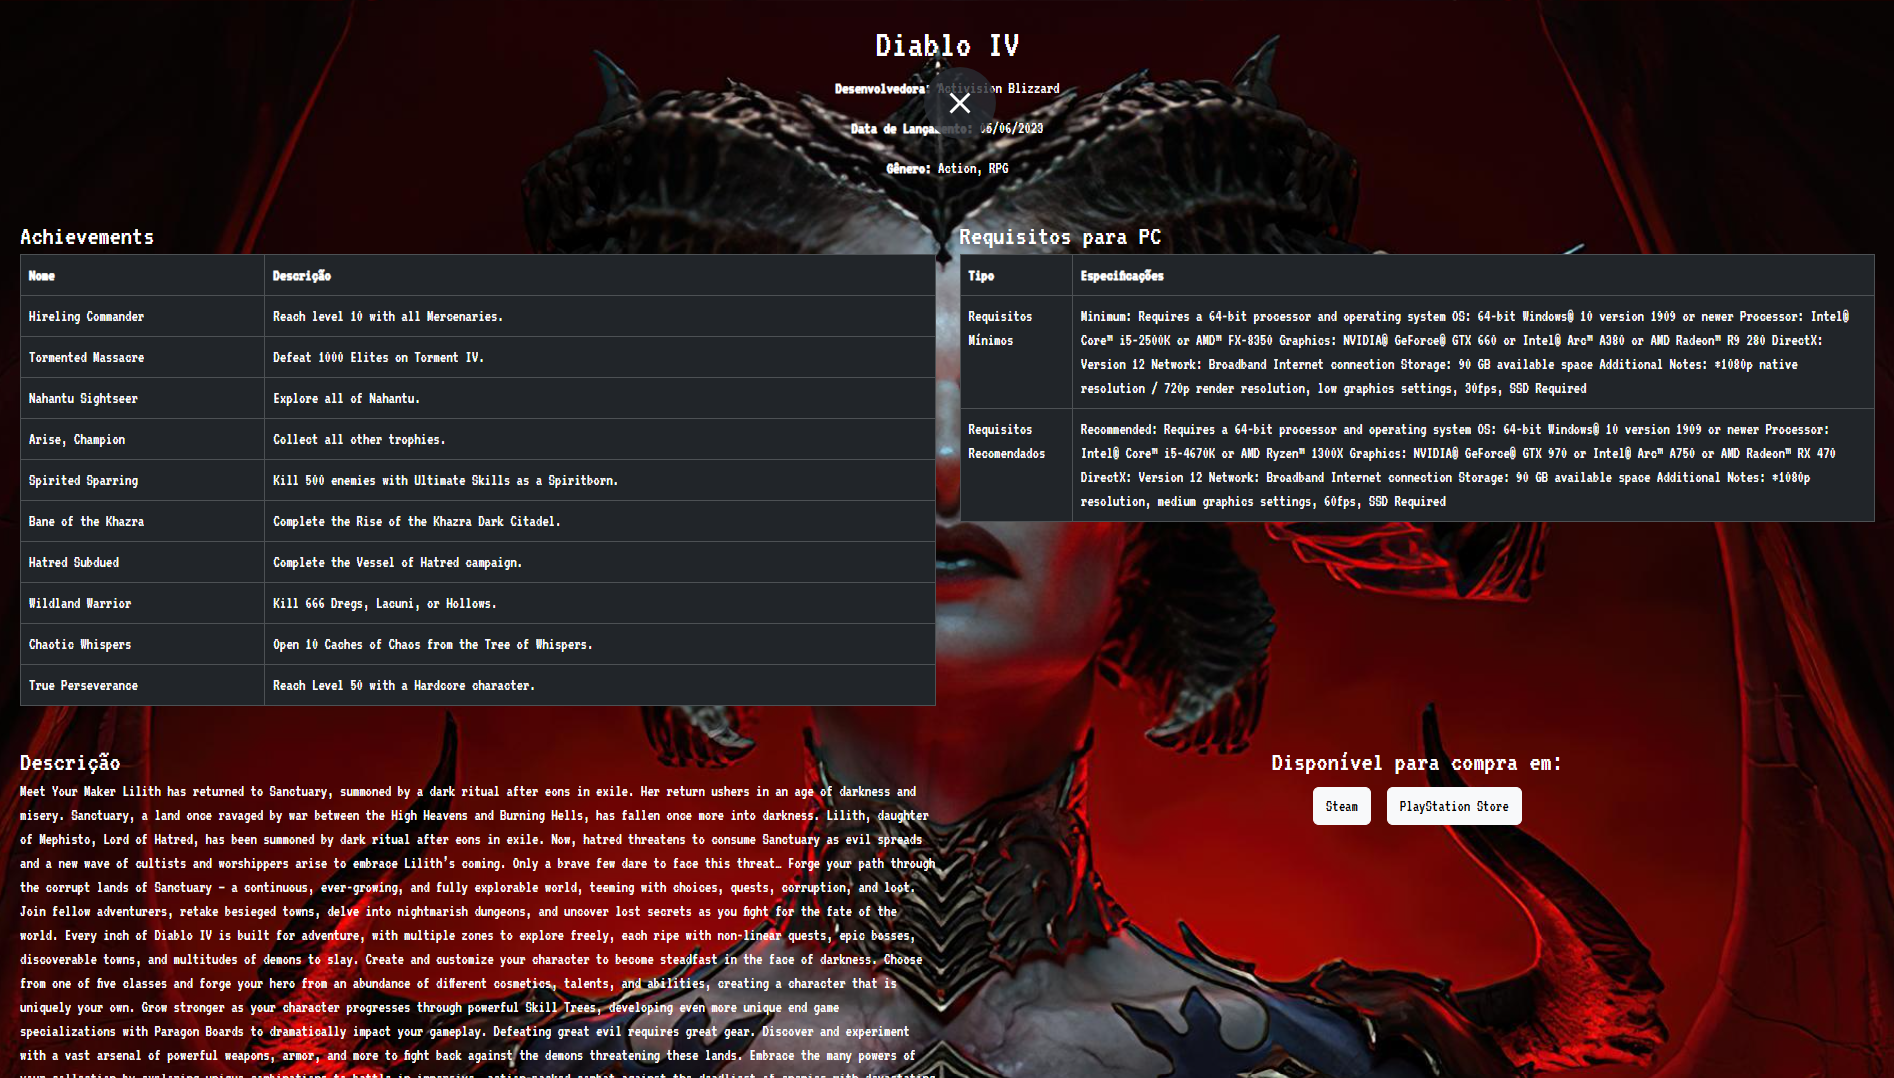 Diablo IV
Desenvolvedora: Activision Blizzard
Data de Lançamento: 06/06/2023
Gênero: Action, RPG
Achievements
Nome Descrição
Hireling Commander Reach level 10 with all Mercenaries.
Tormented Massacre Defeat 1000 Elites on Torment IV.
Nahantu Sightseer Explore all of Nahantu.
Arise, Champion Collect all other trophies.
Spirited Sparring Kill 500 enemies with Ultimate Skills as a Spiritborn.
Bane of the Khazra Complete the Rise of the Khazra Dark Citadel.
Hatred Subdued Complete the Vessel of Hatred campaign.
Wildland Warrior Kill 666 Dregs, Lacuni, or Hollows.
Chaotic Whispers Open 10 Caches of Chaos from the Tree of Whispers.
True Perseverance Reach Level 50 with a Hardcore character.
Requisitos para PC
Tipo Especificações
Requisitos
Mínimos
Minimum: Requires a 64-bit processor and operating system OS: 64-bit Windows® 10 version 1909 or newer Processor: Intel®
Core™ i5-2500K or AMD™ FX-8350 Graphics: NVIDIA® GeForce® GTX 660 or Intel® Arc™ A380 or AMD Radeon™ R9 280 DirectX:
Version 12 Network: Broadband Internet connection Storage: 90 GB available space Additional Notes: *1080p native
resolution / 720p render resolution, low graphics settings, 30fps, SSD Required
Requisitos
Recomendados
Recommended: Requires a 64-bit processor and operating system OS: 64-bit Windows® 10 version 1909 or newer Processor:
Intel® Core™ i5-4670K or AMD Ryzen™ 1300X Graphics: NVIDIA® GeForce® GTX 970 or Intel® Arc™ A750 or AMD Radeon™ RX 470
DirectX: Version 12 Network: Broadband Internet connection Storage: 90 GB available space Additional Notes: *1080p
resolution, medium graphics settings, 60fps, SSD Required
Descrição
Meet Your Maker Lilith has returned to Sanctuary, summoned by a dark ritual after eons in exile. Her return ushers in an age of darkness and
misery. Sanctuary, a land once ravaged by war between the High Heavens and Burning Hells, has fallen once more into darkness. Lilith, daughter
of Mephisto, Lord of Hatred, has been summoned by dark ritual after eons in exile. Now, hatred threatens to consume Sanctuary as evil spreads
and a new wave of cultists and worshippers arise to embrace Lilith's coming. Only a brave few dare to face this threat… Forge your path through
the corrupt lands of Sanctuary – a continuous, ever-growing, and fully explorable world, teeming with choices, quests, corruption, and loot.
Join fellow adventurers, retake besieged towns, delve into nightmarish dungeons, and uncover lost secrets as you fight for the fate of the
world. Every inch of Diablo IV is built for adventure, with multiple zones to explore freely, each ripe with non-linear quests, epic bosses,
discoverable towns, and multitudes of demons to slay. Create and customize your character to become steadfast in the face of darkness. Choose
from one of five classes and forge your hero from an abundance of different cosmetics, talents, and abilities, creating a character that is
uniquely your own. Grow stronger as your character progresses through powerful Skill Trees, developing even more unique end game
specializations with Paragon Boards to dramatically impact your gameplay. Defeating great evil requires great gear. Discover and experiment
with a vast arsenal of powerful weapons, armor, and more to fight back against the demons threatening these lands. Embrace the many powers of
Disponível para compra em:
Steam
PlayStation Store